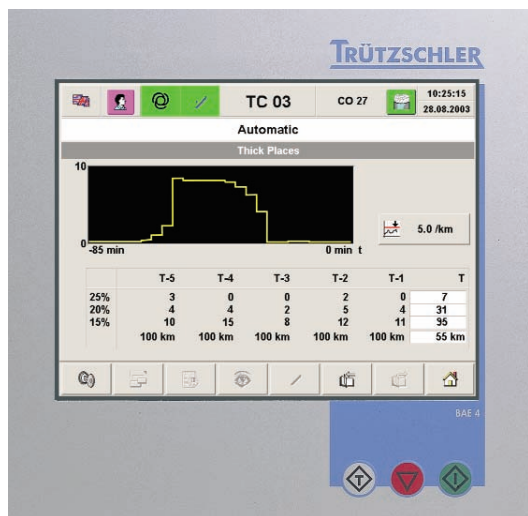 TRÜTZSCHLER
TC 03 CO 27 10:25:15
28.08.2003
Automatic
Thick Places
10
0
-85 min 0 min t
5.0 /km
T-5 T-4 T-3 T-2 T-1 T
25% 3 0 0 2 0 7
20% 4 4 2 5 4 31
15% 10 15 8 12 11 95
100 km 100 km 100 km 100 km 100 km 55 km
BAE 4
T
I